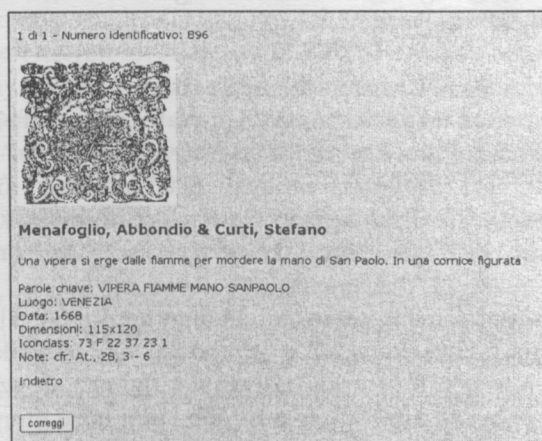 1 di 1 - Numero identificativo: 896
Menafoglio, Abbondio & Curti, Stefano
Una vipera si erge dalle fiamme per mordere la mano di San Paolo. In una cornice figurata
Parole chiave: VIPERA FIAMME MANO SANPAOLO
Luogo: VENEZIA
Data: 1668
Dimensioni: 115x120
Iconclass: 73 F 22 37 23 1
Note: cfr. At., 28, 3 - 6
Indietro
correggi